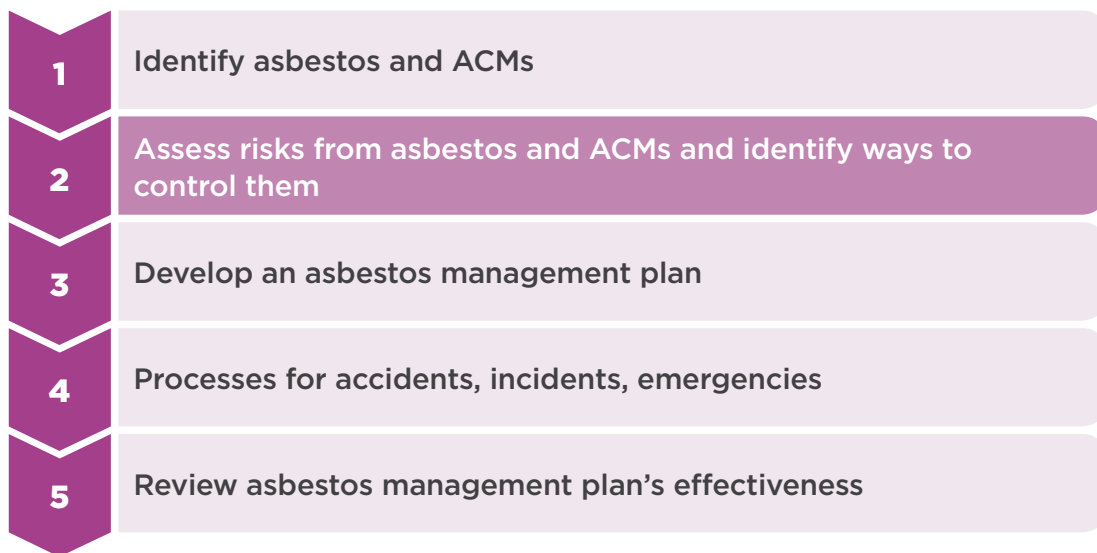 1
Identify asbestos and ACMs
2
Assess risks from asbestos and ACMs and identify ways to
control them
3
Develop an asbestos management plan
4
Processes for accidents, incidents, emergencies
5
Review asbestos management plan’s effectiveness